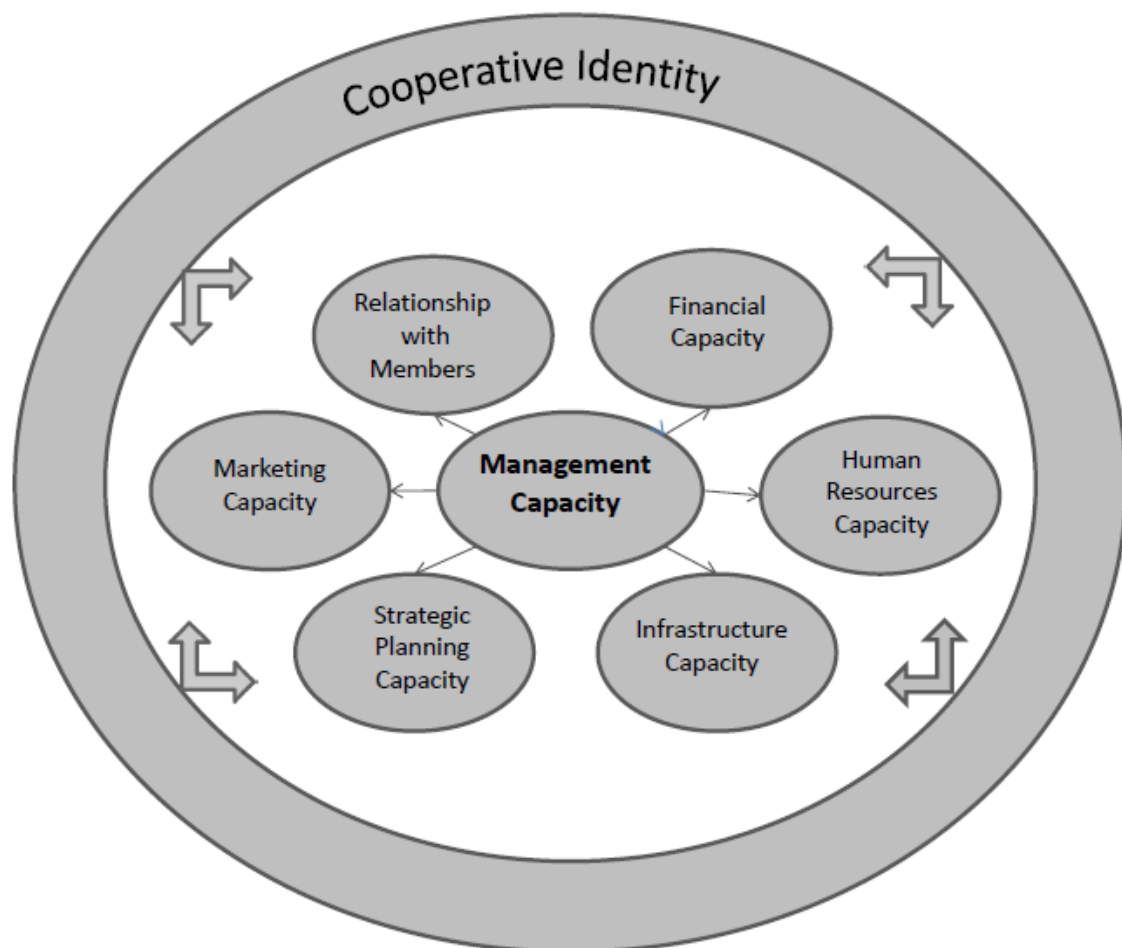 Cooperative Identity
Relationship
with
Members
Financial
Capacity
Marketing
Capacity
Management
Capacity
Human
Resources
Capacity
Strategic
Planning
Capacity
Infrastructure
Capacity